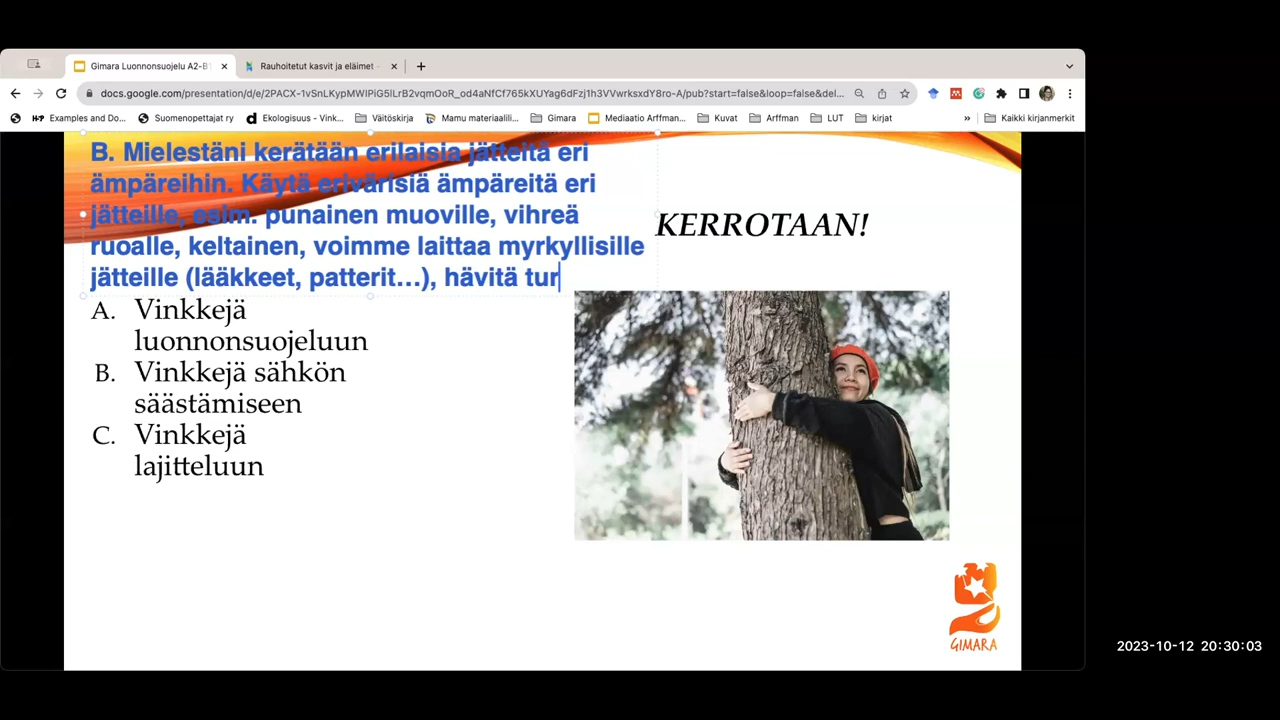 Gimara Luonnonsuojelu A2-B1
Rauhoitetut kasvit ja eläimet -
docs.google.com/presentation/d/e/2PACX-1vSnLKypMWIPiG5lLrB2vqmOoR_od4aNfCf765kXUYag6dFzj1h3VVwrksxdY8ro-A/pub?start=false&loop=false&del...
Examples and Do... Suomenopettajat ry Ekologisuus - Vink... Väitöskirja Mamu materiaalili... Gimara Mediaatio Arffman... Kuvat Arffman LUT kirjat » Kaikki kirjanmerkit
B. Mielestäni kerätään erilaisia jätteitä eri
ämpäreihin. Käytä erivärisiä ämpäreitä eri
jätteille, esim. punainen muoville, vihreä
ruoalle, keltainen, voimme laittaa myrkyllisille
jätteille (lääkkeet, patterit...), hävitä tur
KERROTAAN!
A. Vinkkejä
luonnonsuojeluun
B. Vinkkejä sähkön
säästämiseen
C. Vinkkejä
lajitteluun
GIMARA
2023-10-12 20:30:03